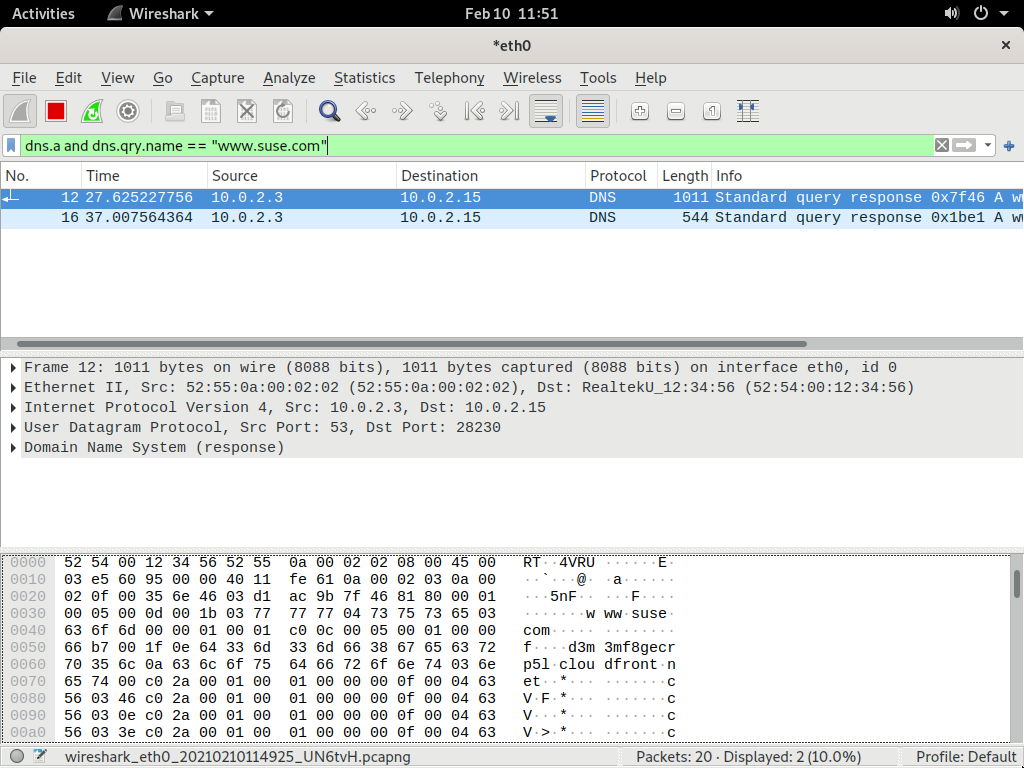 Activities Wireshark Feb 10 11:51
*eth0
File Edit View Go Capture Analyze Statistics Telephony Wireless Tools Help
dns.a and dns.qry.name == "www.suse.com"
No. Time Source Destination Protocol Length Info
12 27.625227756 10.0.2.3 10.0.2.15 DNS 1011 Standard query response 0x7f46 A w
16 37.007564364 10.0.2.3 10.0.2.15 DNS 544 Standard query response 0x1be1 A w
Frame 12: 1011 bytes on wire (8088 bits), 1011 bytes captured (8088 bits) on interface eth0, id 0
Ethernet II, Src: 52:55:0a:00:02:02 (52:55:0a:00:02:02), Dst: RealtekU_12:34:56 (52:54:00:12:34:56)
Internet Protocol Version 4, Src: 10.0.2.3, Dst: 10.0.2.15
User Datagram Protocol, Src Port: 53, Dst Port: 28230
Domain Name System (response)
0000 52 54 00 12 34 56 52 55 0a 00 02 02 08 00 45 00 RT··4VRU ······E·
0010 03 e5 60 95 00 00 40 11 fe 61 0a 00 02 03 0a 00 ··`···@· ·a······
0020 02 0f 00 35 6e 46 03 d1 ac 9b 7f 46 81 80 00 01 ···5nF·· ···F····
0030 00 05 00 0d 00 1b 03 77 77 77 04 73 75 73 65 03 ·······w ww·suse·
0040 63 6f 6d 00 00 01 00 01 c0 0c 00 05 00 01 00 00 com····· ········
0050 66 b7 00 1f 0e 64 33 6d 33 6d 66 38 67 65 63 72 f····d3m 3mf8gecr
0060 70 35 6c 0a 63 6c 6f 75 64 66 72 6f 6e 74 03 6e p5l·clou dfront·n
0070 65 74 00 c0 2a 00 01 00 01 00 00 00 0f 00 04 63 et··*··· ·······c
0080 56 03 46 c0 2a 00 01 00 01 00 00 00 0f 00 04 63 V·F·*··· ·······c
0090 56 03 0e c0 2a 00 01 00 01 00 00 00 0f 00 04 63 V···*··· ·······c
00a0 56 03 3e c0 2a 00 01 00 01 00 00 00 0f 00 04 63 V·>·*··· ·······c
wireshark_eth0_20210210114925_UN6tvH.pcapng Packets: 20 · Displayed: 2 (10.0%) Profile: Default